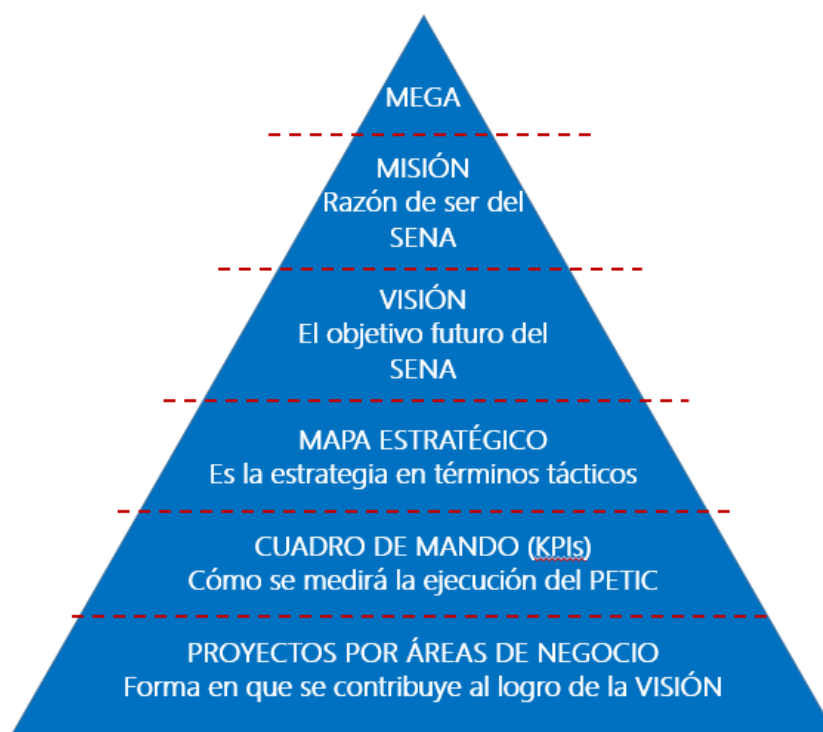 MEGA
MISIÓN
Razón de ser del
SENA
VISIÓN
El objetivo futuro del
SENA
MAPA ESTRATÉGICO
Es la estrategia en términos tácticos
CUADRO DE MANDO (KPIs)
Cómo se medirá la ejecución del PETIC
PROYECTOS POR ÁREAS DE NEGOCIO
Forma en que se contribuye al logro de la VISIÓN